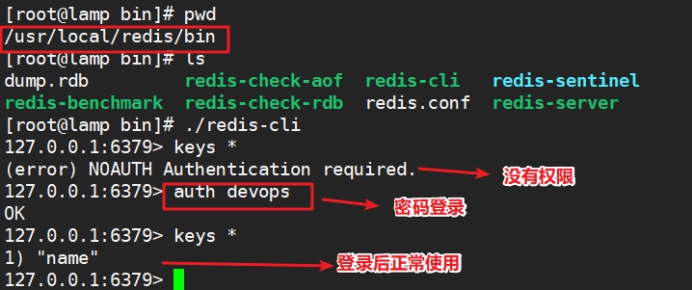 [root@lamp bin]# pwd
/usr/local/redis/bin
[root@lamp bin]# ls
dump.rdb redis-check-aof redis-cli redis-sentinel
redis-benchmark redis-check-rdb redis.conf redis-server
[root@lamp bin]# ./redis-cli
127.0.0.1:6379> keys *
(error) NOAUTH Authentication required.
没有权限
127.0.0.1:6379> auth devops
OK
密码登录
127.0.0.1:6379> keys *
1) "name"
登录后正常使用
127.0.0.1:6379>